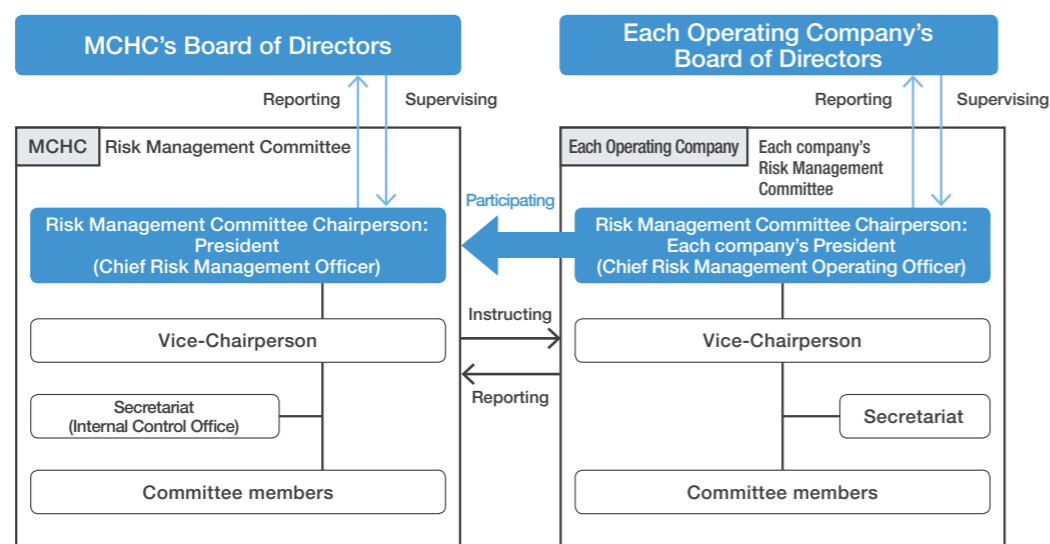 MCHC's Board of Directors
Each Operating Company's
Board of Directors
Reporting
Supervising
Reporting
Supervising
MCHC
Risk Management Committee
Each Operating Company
Each company's
Risk Management
Committee
Participating
Risk Management Committee Chairperson:
President
(Chief Risk Management Officer)
Risk Management Committee Chairperson:
Each company's President
(Chief Risk Management Operating Officer)
Instructing
Vice-Chairperson
Vice-Chairperson
Reporting
Secretariat
(Internal Control Office)
Secretariat
Committee members
Committee members